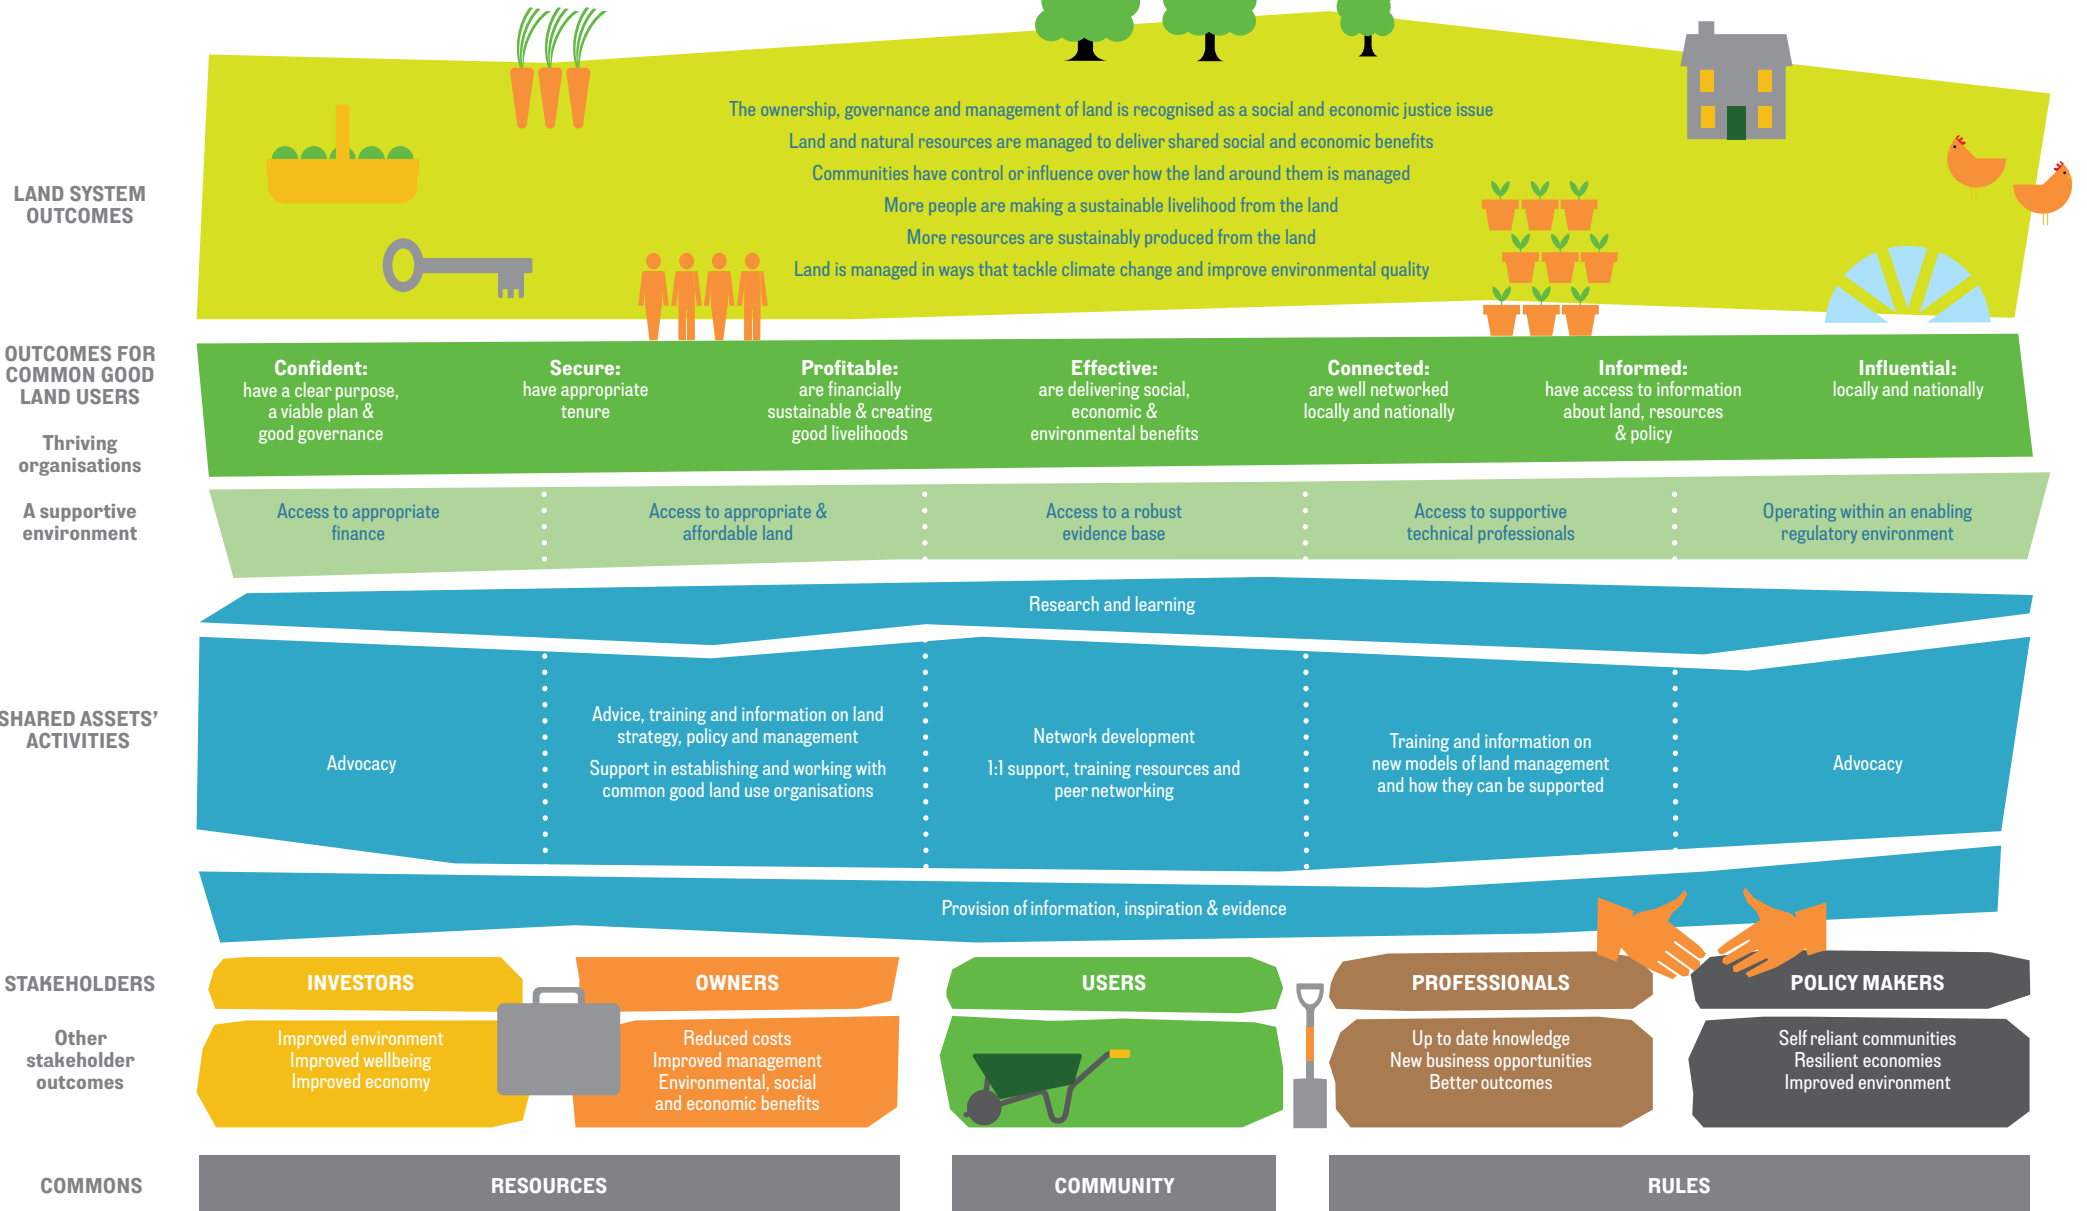 The ownership, governance and management of land is recognised as a social and economic justice issue
Land and natural resources are managed to deliver shared social and economic benefits
Communities have control or influence over how the land around them is managed
More people are making a sustainable livelihood from the land
More resources are sustainably produced from the land
Land is managed in ways that tackle climate change and improve environmental quality
LAND SYSTEM
OUTCOMES
OUTCOMES FOR
COMMON GOOD
LAND USERS
Thriving
organisations
Confident:
have a clear purpose,
a viable plan &
good governance
Secure:
have appropriate
tenure
Profitable:
are financially
sustainable & creating
good livelihoods
Effective:
are delivering social,
economic &
environmental benefits
Connected:
are well networked
locally and nationally
Informed:
have access to information
about land, resources
& policy
Influential:
locally and nationally
A supportive
environment
Access to appropriate
finance
Access to appropriate &
affordable land
Access to a robust
evidence base
Access to supportive
technical professionals
Operating within an enabling
regulatory environment
Research and learning
SHARED ASSETS'
ACTIVITIES
Advocacy
Advice, training and information on land
strategy, policy and management
Support in establishing and working with
common good land use organisations
Network development
1:1 support, training resources and
peer networking
Training and information on
new models of land management
and how they can be supported
Advocacy
Provision of information, inspiration & evidence
STAKEHOLDERS
INVESTORS
OWNERS
USERS
PROFESSIONALS
POLICY MAKERS
Other
stakeholder
outcomes
Improved environment
Improved wellbeing
Improved economy
Reduced costs
Improved management
Environmental, social
and economic benefits
Up to date knowledge
New business opportunities
Better outcomes
Self reliant communities
Resilient economies
Improved environment
COMMONS
RESOURCES
COMMUNITY
RULES